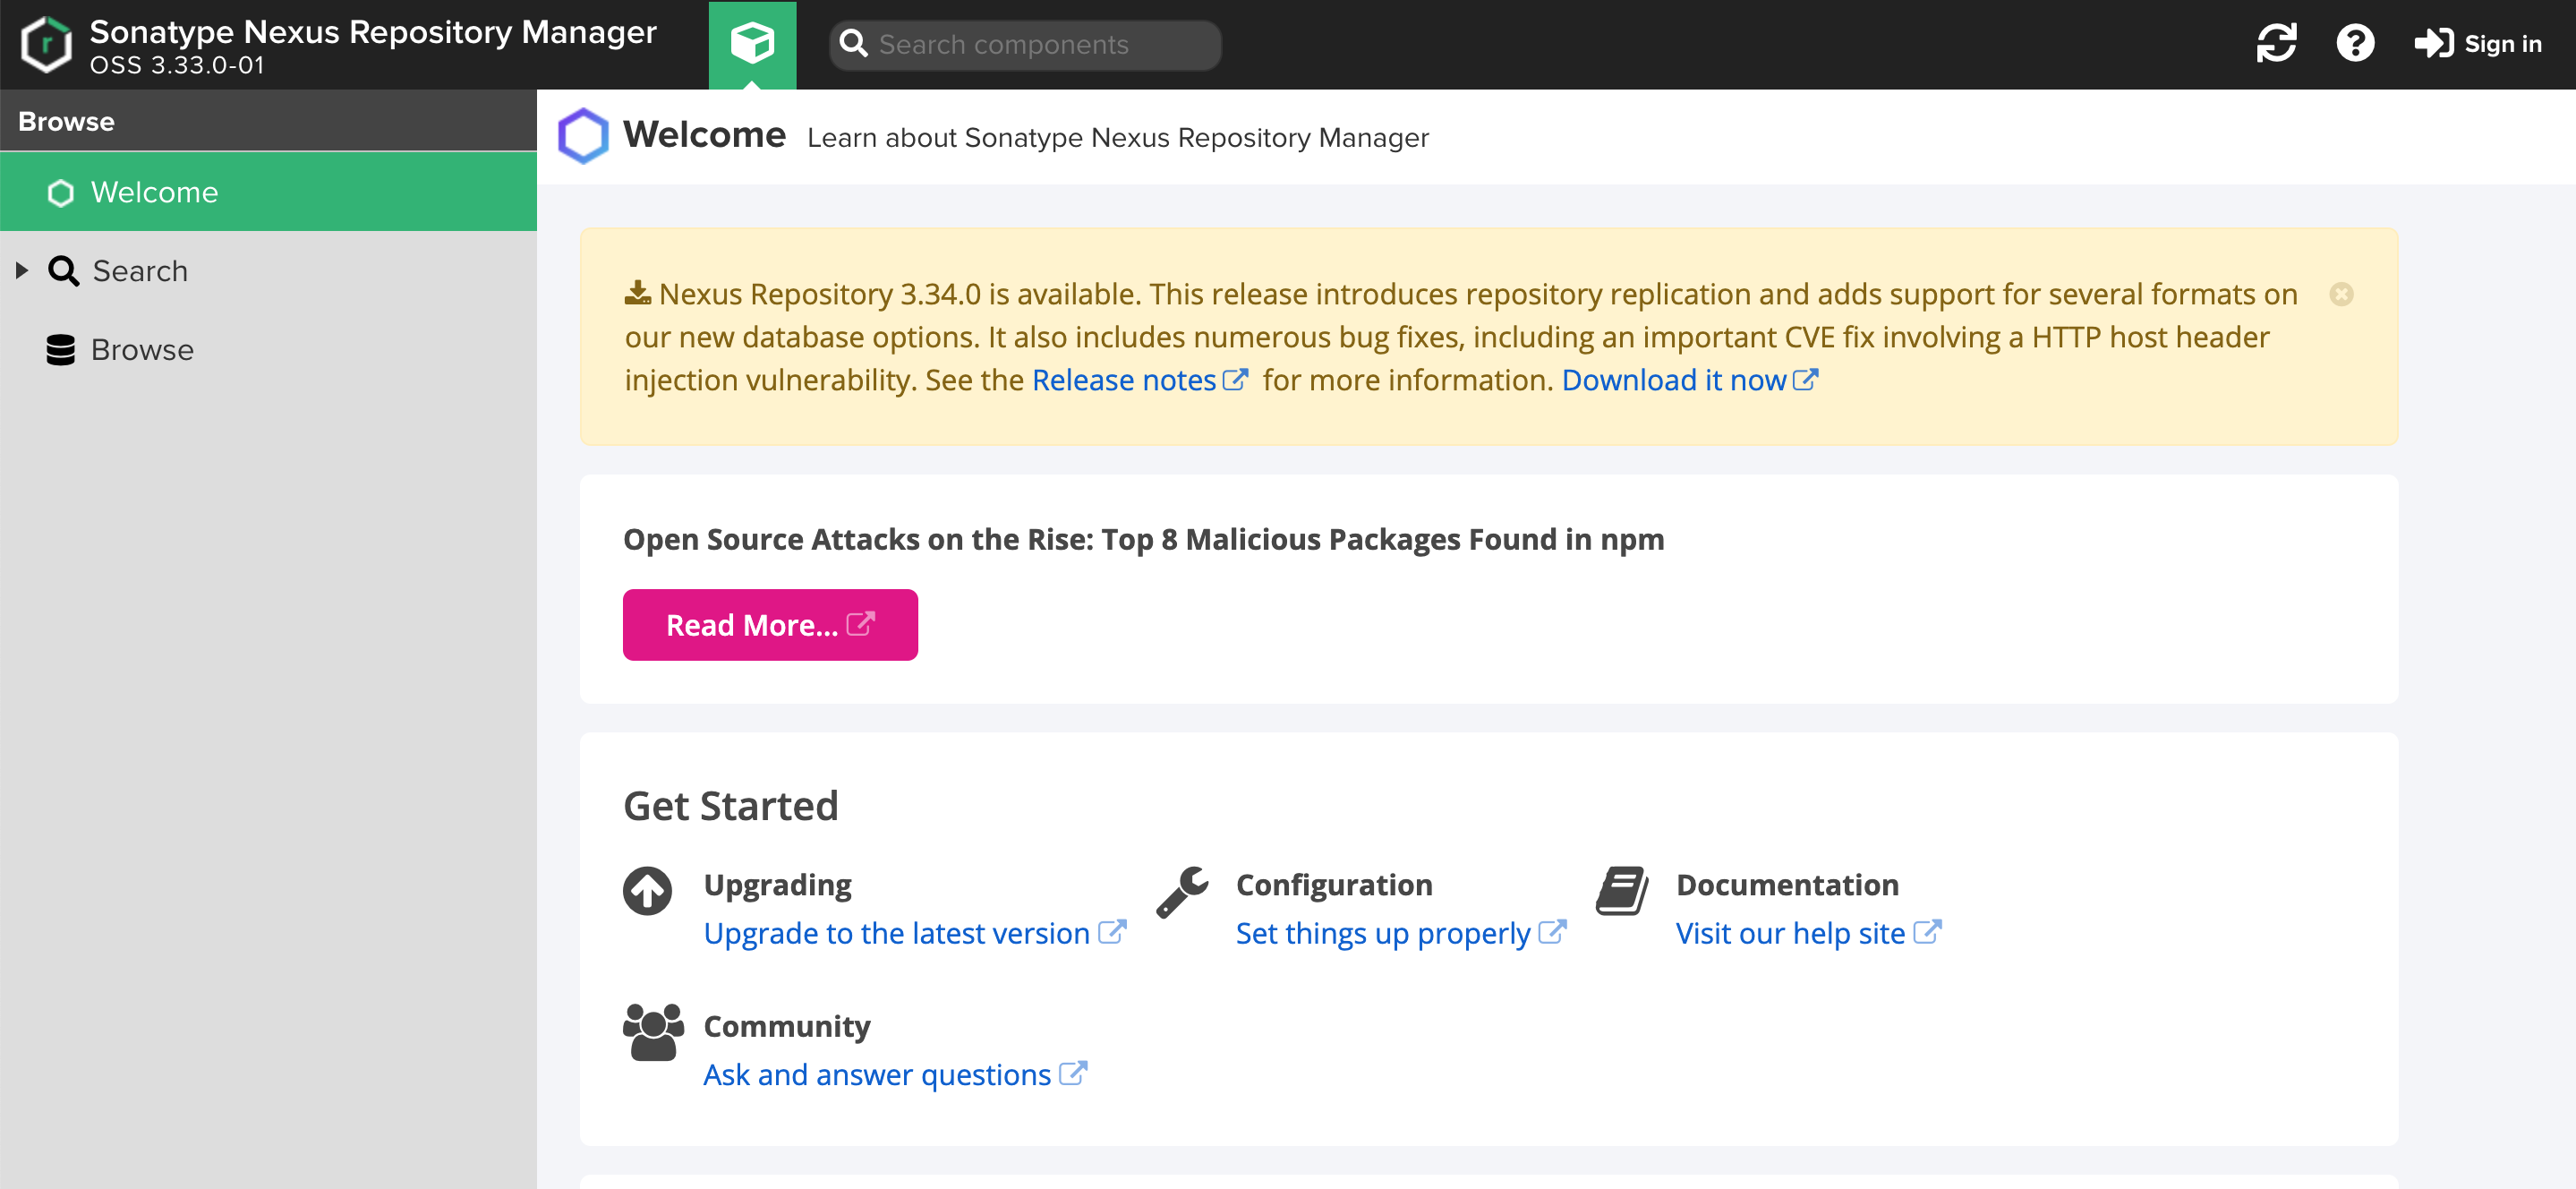 Sonatype Nexus Repository Manager
OSS 3.33.0-01
Search components
Sign in
Browse
Welcome
Search
Browse
Welcome Learn about Sonatype Nexus Repository Manager
Nexus Repository 3.34.0 is available. This release introduces repository replication and adds support for several formats on
our new database options. It also includes numerous bug fixes, including an important CVE fix involving a HTTP host header
injection vulnerability. See the Release notes for more information. Download it now
Open Source Attacks on the Rise: Top 8 Malicious Packages Found in npm
Read More...
Get Started
Upgrading
Upgrade to the latest version
Configuration
Set things up properly
Documentation
Visit our help site
Community
Ask and answer questions